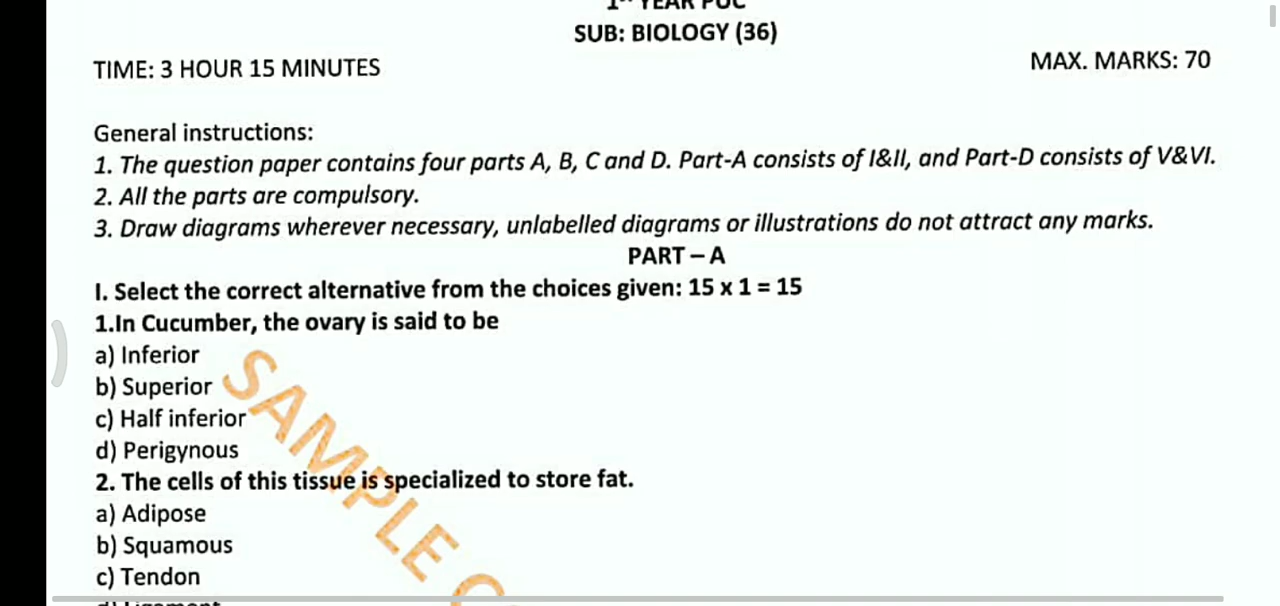 1st YEAR PUC
SUB: BIOLOGY (36)
TIME: 3 HOUR 15 MINUTES
MAX. MARKS: 70
General instructions:
1. The question paper contains four parts A, B, C and D. Part-A consists of I&II, and Part-D consists of V&VI.
2. All the parts are compulsory.
3. Draw diagrams wherever necessary, unlabelled diagrams or illustrations do not attract any marks.
PART – A
I. Select the correct alternative from the choices given: 15 x 1 = 15
1.In Cucumber, the ovary is said to be
a) Inferior
b) Superior
c) Half inferior
d) Perigynous
2. The cells of this tissue is specialized to store fat.
a) Adipose
b) Squamous
c) Tendon
d) Ligament
SAMPLE